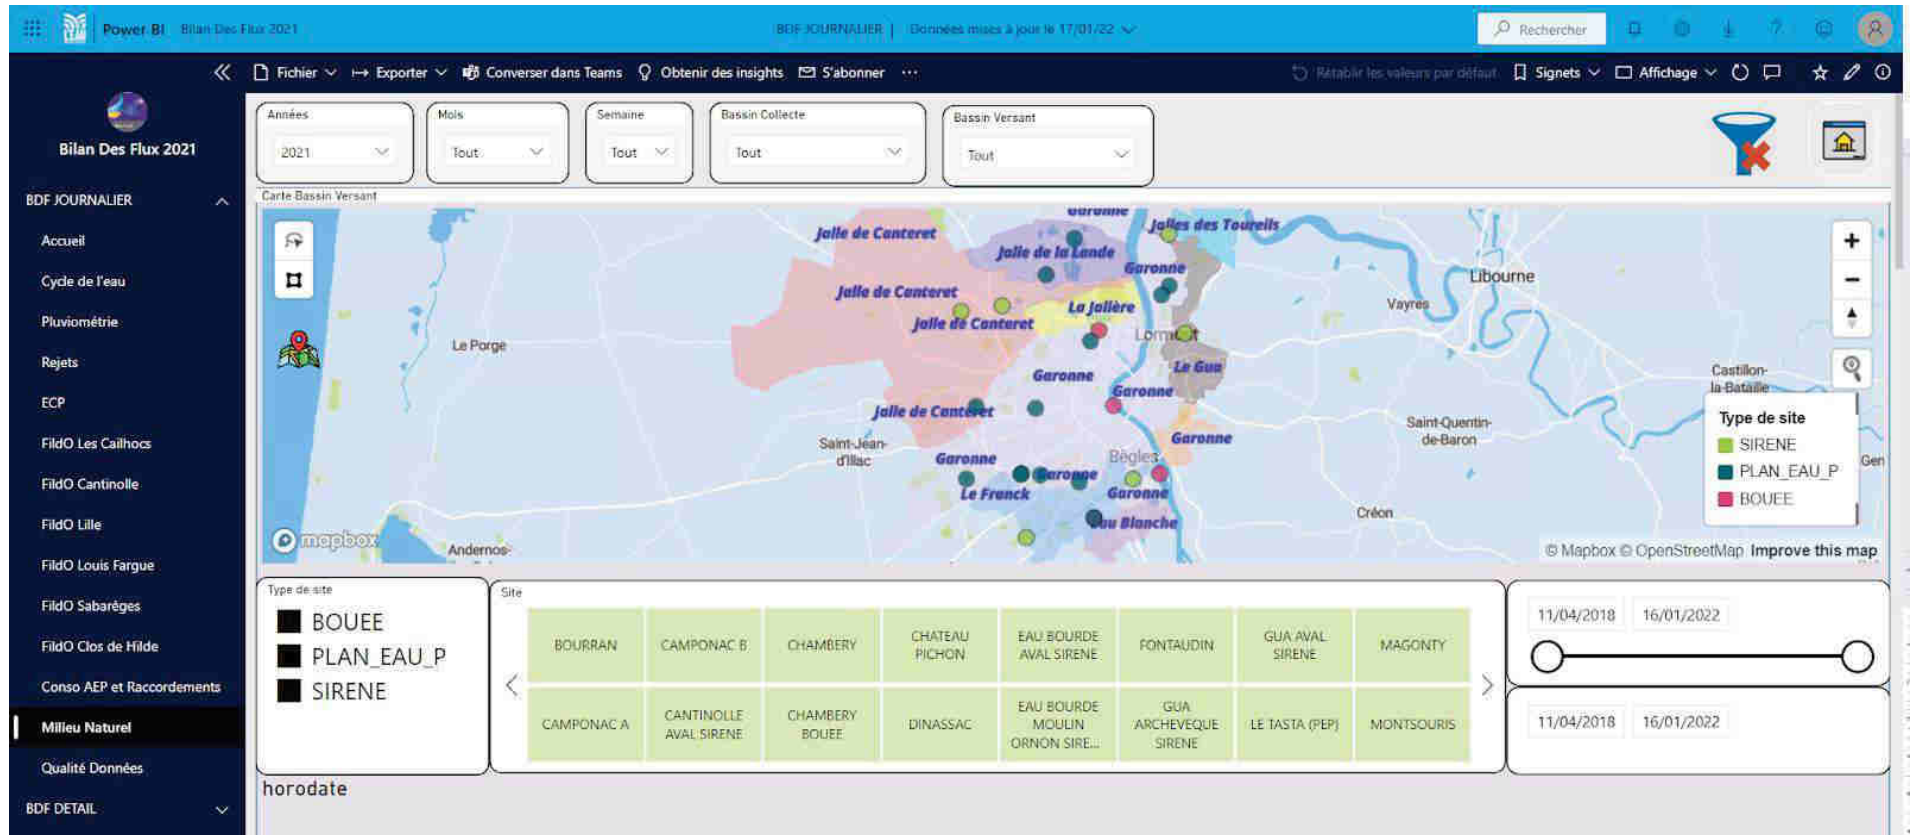 Power BI Bilan Des Flux 2021
BDF JOURNALIER | Données mises à jour le 17/01/22
Rechercher
Fichier Exporter Converser dans Teams Obtenir des insights S'abonner ...
Rétablir les valeurs par défaut Signets Affichage
Bilan Des Flux 2021
BDF JOURNALIER
Accueil
Cycle de l'eau
Pluviométrie
Rejets
ECP
FildO Les Cailhocs
FildO Cantinolle
FildO Lille
FildO Louis Fargue
FildO Sabarèges
FildO Clos de Hilde
Conso AEP et Raccordements
Milieu Naturel
Qualité Données
BDF DETAIL
Années
2021
Mois
Tout
Semaine
Tout
Bassin Collecte
Tout
Bassin Versant
Tout
Carte Bassin Versant
Garonne
Jalles des Toureils
Jalle de Canteret
Jalle de la Lande
Garonne
Libourne
Jalle de Canteret
La Jalière
Vayres
Jalle de Canteret
Le Porge
Le Gua
Garonne
Castillon-
la-Bataille
Garonne
Jalle de Canteret
Saint-Quentin-
de-Baron
Garonne
Saint-Jean-
d'Illac
Bègles
Garonne
Garonne
Le Franck
Garonne
Créon
Eau Blanche
Andernos-
mapbox
+
−
Type de site
SIRENE
PLAN_EAU_P
BOUEE
Gen
© Mapbox © OpenStreetMap Improve this map
Type de site
BOUEE
PLAN_EAU_P
SIRENE
Site
BOURRAN
CAMPONAC B
CHAMBERY
CHATEAU
PICHON
EAU BOURDE
AVAL SIRENE
FONTAUDIN
GUA AVAL
SIRENE
MAGONTY
CAMPONAC A
CANTINOLLE
AVAL SIRENE
CHAMBERY
BOUEE
DINASSAC
EAU BOURDE
MOULIN
ORNON SIRE...
GUA
ARCHEVEQUE
SIRENE
LE TASTA (PEP)
MONTSOURIS
11/04/2018 16/01/2022
11/04/2018 16/01/2022
horodate